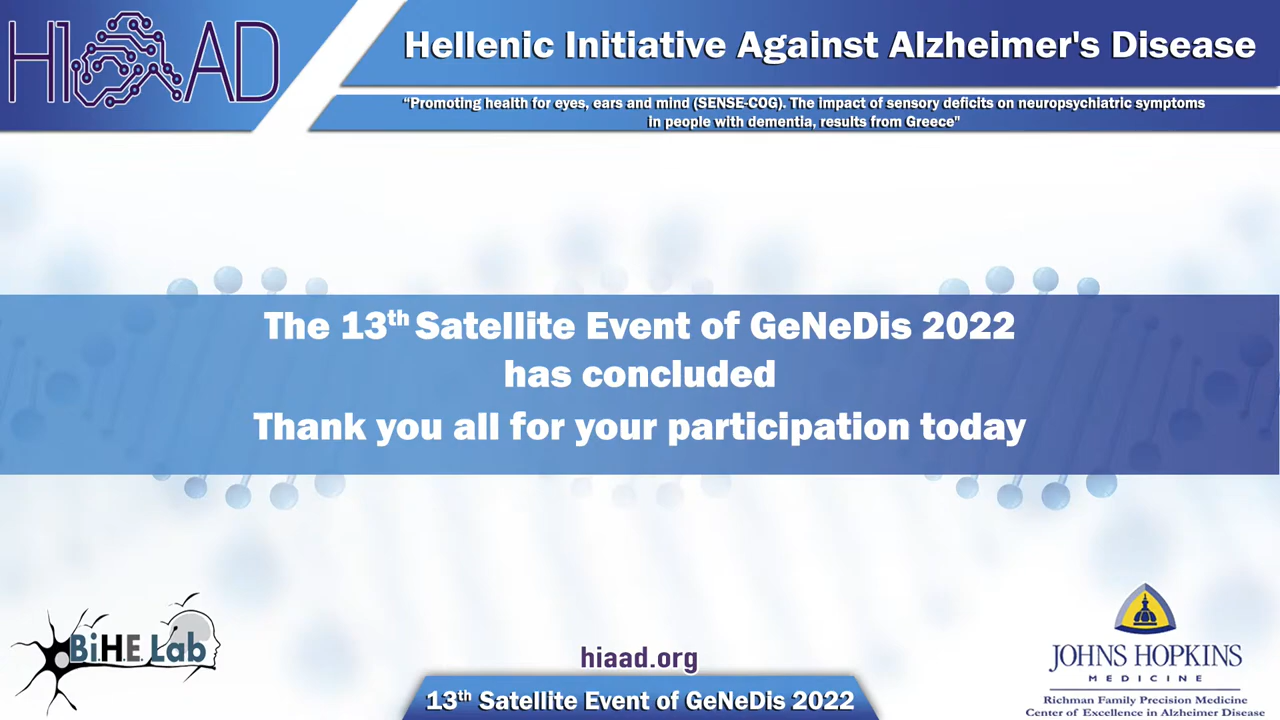 HIAAD
Hellenic Initiative Against Alzheimer's Disease
“Promoting health for eyes, ears and mind (SENSE-COG). The impact of sensory deficits on neuropsychiatric symptoms
in people with dementia, results from Greece"
The 13th Satellite Event of GeNeDis 2022
has concluded
Thank you all for your participation today
Bi.H.E. Lab
hiaad.org
13th Satellite Event of GeNeDis 2022
JOHNS HOPKINS
MEDICINE
Richman Family Precision Medicine
Center of Excellence in Alzheimer Disease